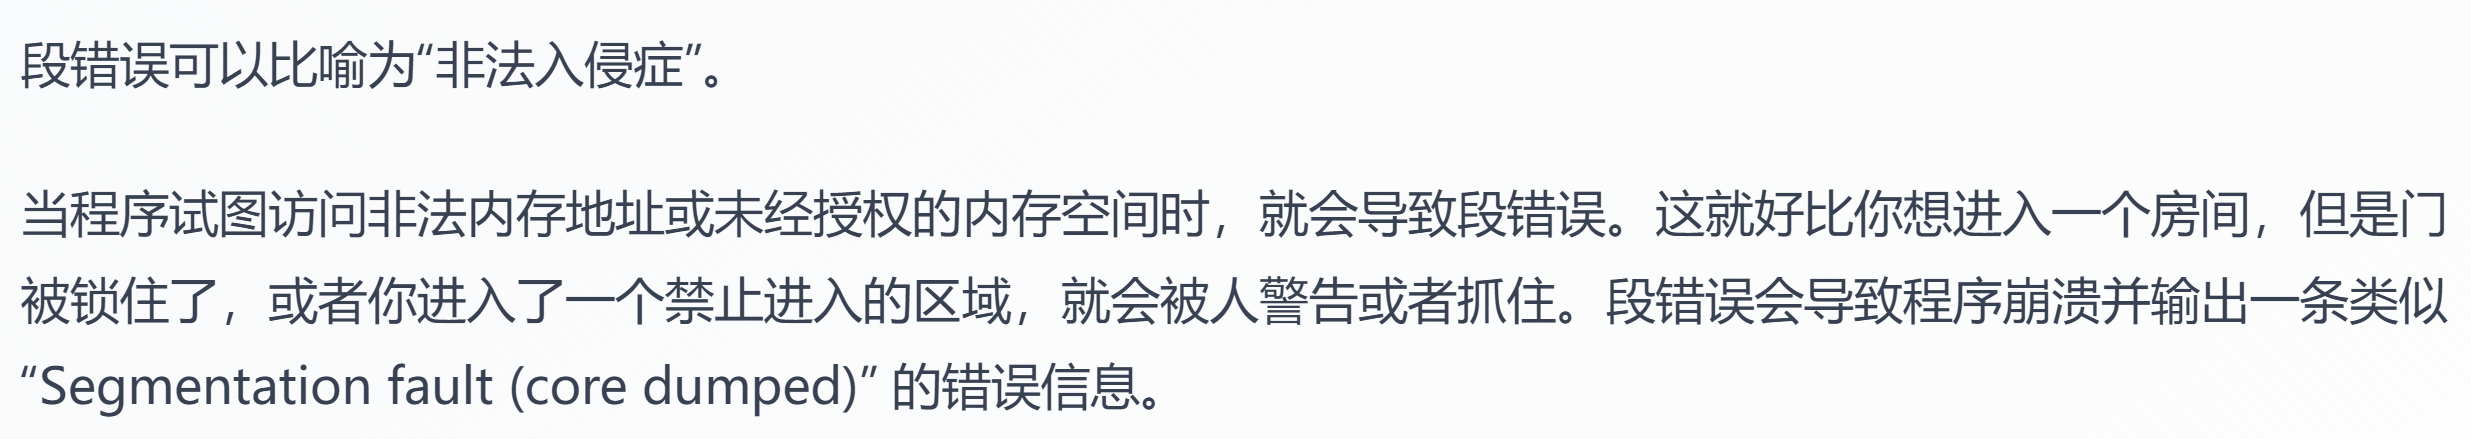 段错误可以比喻为“非法入侵症”。
当程序试图访问非法内存地址或未经授权的内存空间时，就会导致段错误。这就好比你想进入一个房间，但是门
被锁住了，或者你进入了一个禁止进入的区域，就会被人警告或者抓住。段错误会导致程序崩溃并输出一条类似
“Segmentation fault (core dumped)” 的错误信息。